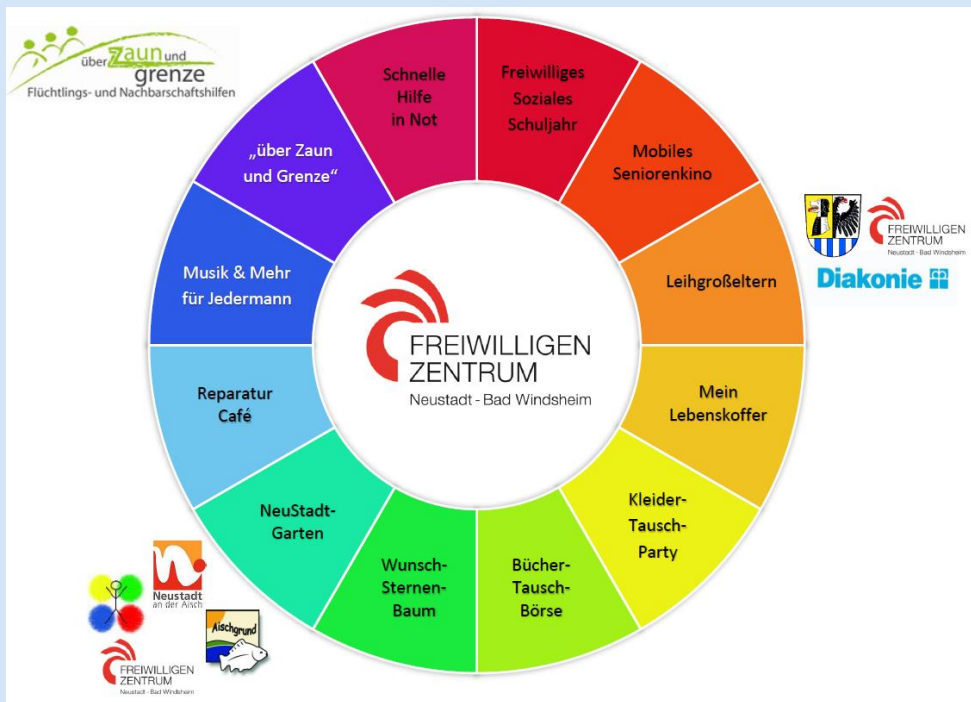 über Zaun und
grenze
Flüchtlings- und Nachbarschaftshilfen
Schnelle
Hilfe
in Not
Freiwilliges
Soziales
Schuljahr
Mobiles
Seniorenkino
Leihgroßeltern
Mein
Lebenskoffer
Kleider-
Tausch-
Party
Bücher-
Tausch-
Börse
Wunsch-
Sternen-
Baum
NeuStadt-
Garten
Reparatur
Café
Musik & Mehr
für Jedermann
„über Zaun
und Grenze“
FREIWILLIGEN
ZENTRUM
Neustadt - Bad Windsheim
FREIWILLIGEN
ZENTRUM
Neustadt - Bad Windsheim
Diakonie
n
Neustadt
an der Aisch
Aischgrund
FREIWILLIGEN
ZENTRUM
Neustadt - Bad Windsheim